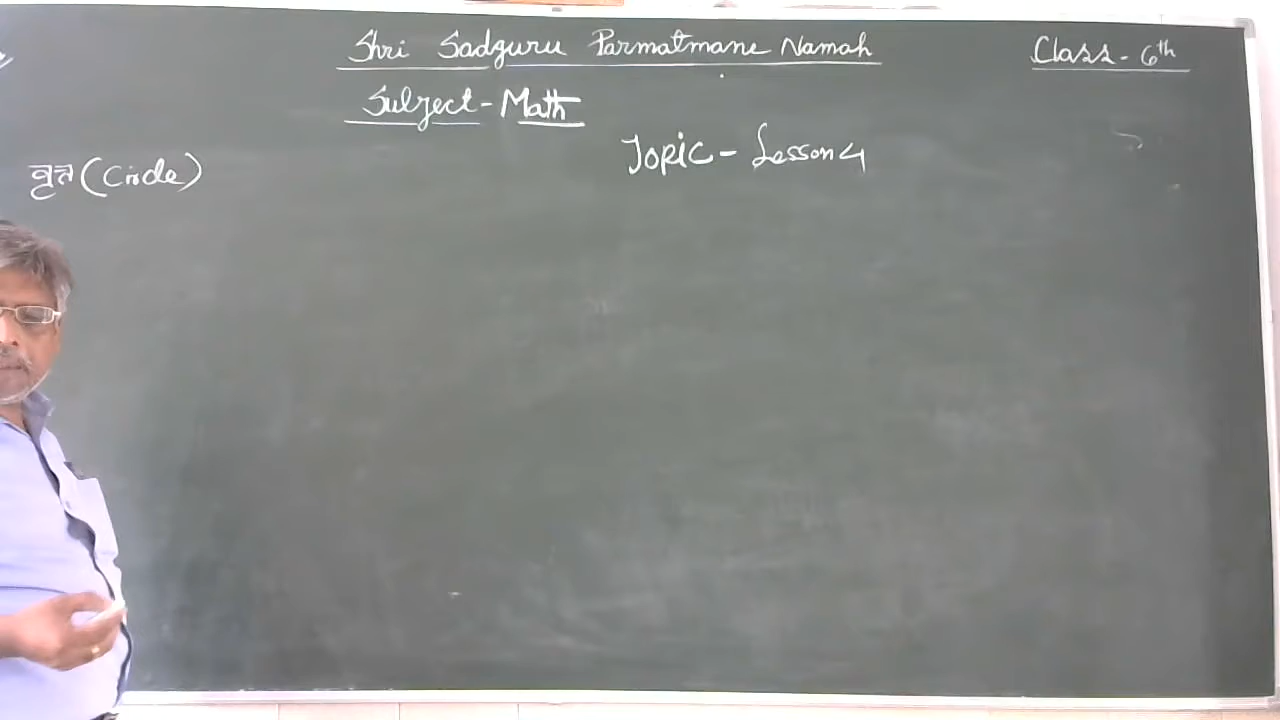 Shri Sadguru Parmatmane Namah
Class - 6th
Subject - Math
Topic - Lesson 4
वृत (Circle)